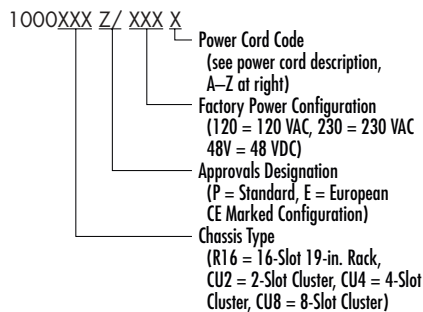 1000XXX Z/ XXX X
Power Cord Code
(see power cord description,
A–Z at right)
Factory Power Configuration
(120 = 120 VAC, 230 = 230 VAC
48V = 48 VDC)
Approvals Designation
(P = Standard, E = European
CE Marked Configuration)
Chassis Type
(R16 = 16-Slot 19-in. Rack,
CU2 = 2-Slot Cluster, CU4 = 4-Slot
Cluster, CU8 = 8-Slot Cluster)